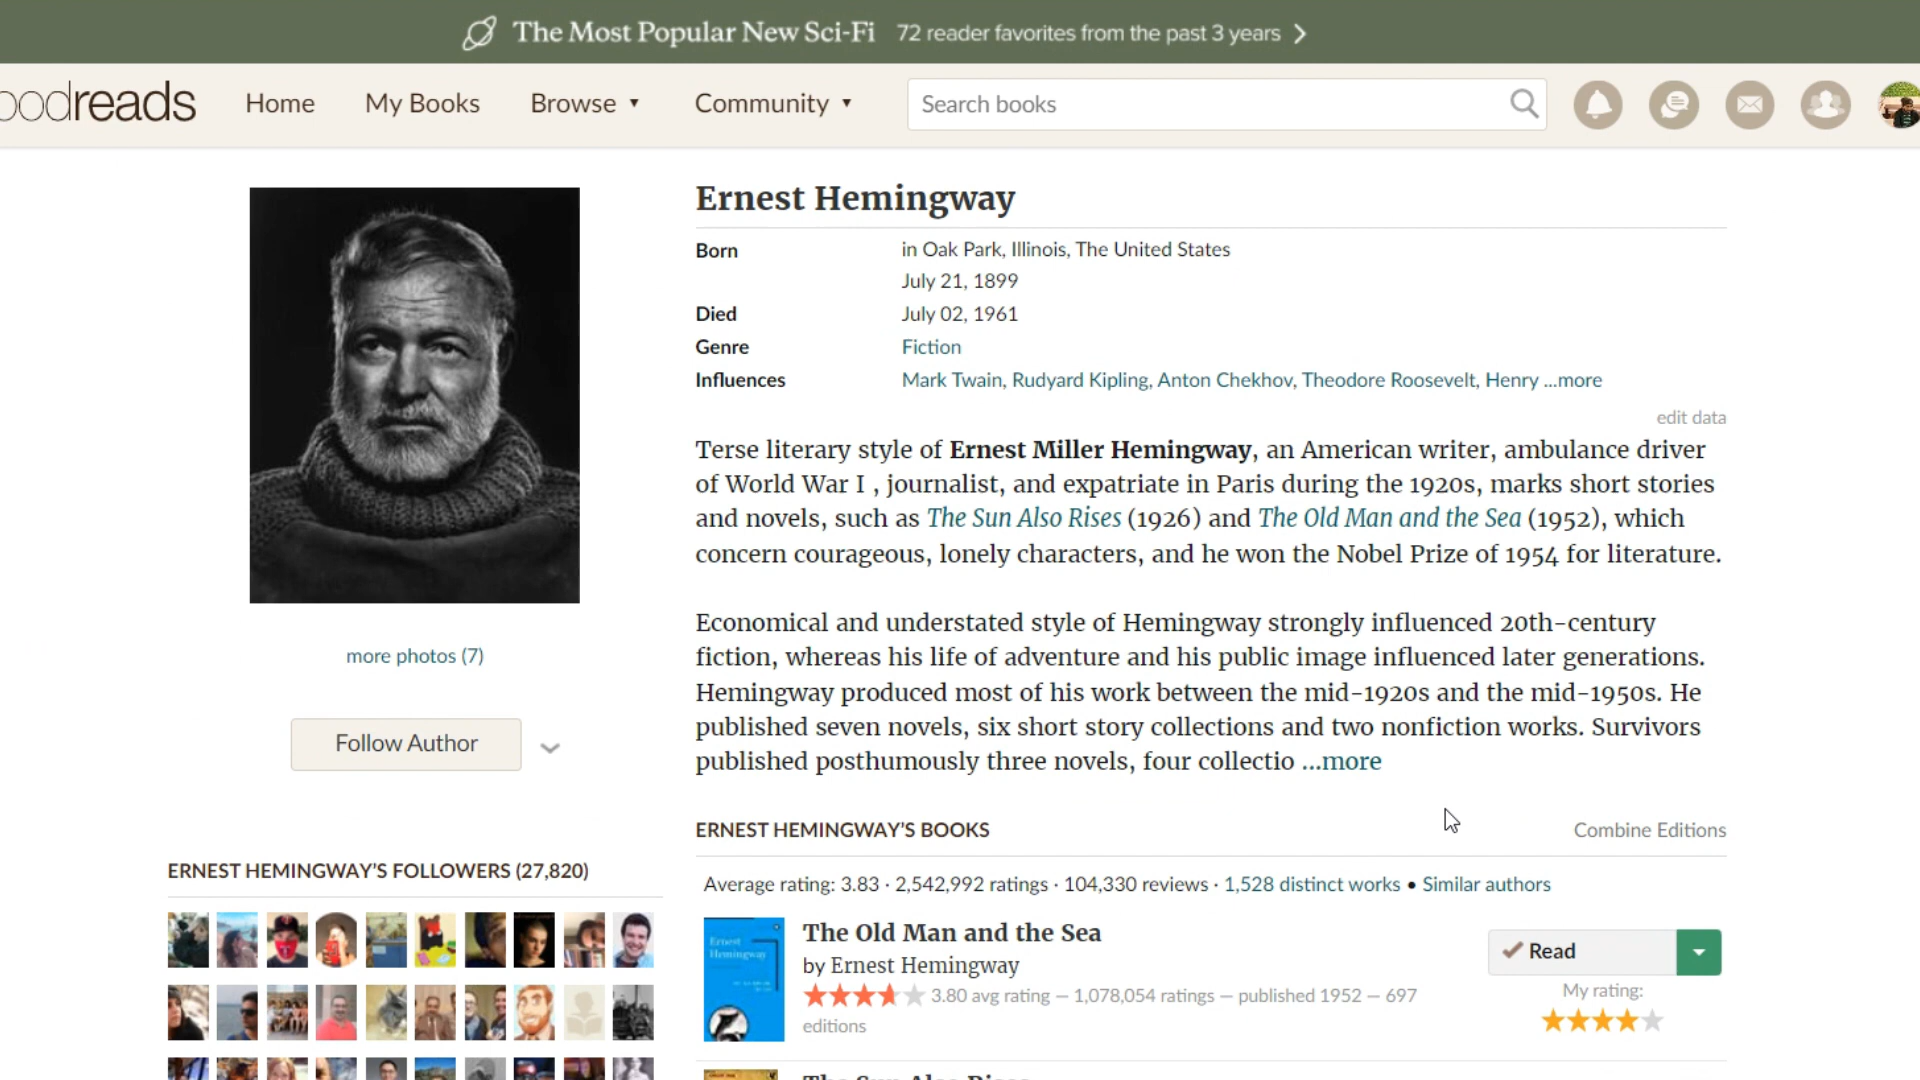 The Most Popular New Sci-Fi 72 reader favorites from the past 3 years
oodreads Home My Books Browse Community Search books
Ernest Hemingway
Born in Oak Park, Illinois, The United States
July 21, 1899
Died July 02, 1961
Genre Fiction
Influences Mark Twain, Rudyard Kipling, Anton Chekhov, Theodore Roosevelt, Henry ...more
edit data
Terse literary style of Ernest Miller Hemingway, an American writer, ambulance driver
of World War I , journalist, and expatriate in Paris during the 1920s, marks short stories
and novels, such as The Sun Also Rises (1926) and The Old Man and the Sea (1952), which
concern courageous, lonely characters, and he won the Nobel Prize of 1954 for literature.
Economical and understated style of Hemingway strongly influenced 20th-century
fiction, whereas his life of adventure and his public image influenced later generations.
Hemingway produced most of his work between the mid-1920s and the mid-1950s. He
published seven novels, six short story collections and two nonfiction works. Survivors
published posthumously three novels, four collectio ...more
more photos (7)
Follow Author
ERNEST HEMINGWAY'S FOLLOWERS (27,820)
ERNEST HEMINGWAY'S BOOKS Combine Editions
Average rating: 3.83 · 2,542,992 ratings · 104,330 reviews · 1,528 distinct works • Similar authors
Ernest
Hemingway
The Old Man and the Sea
by Ernest Hemingway
3.80 avg rating — 1,078,054 ratings — published 1952 — 697
editions
Read
My rating:
The Sun Also Rises